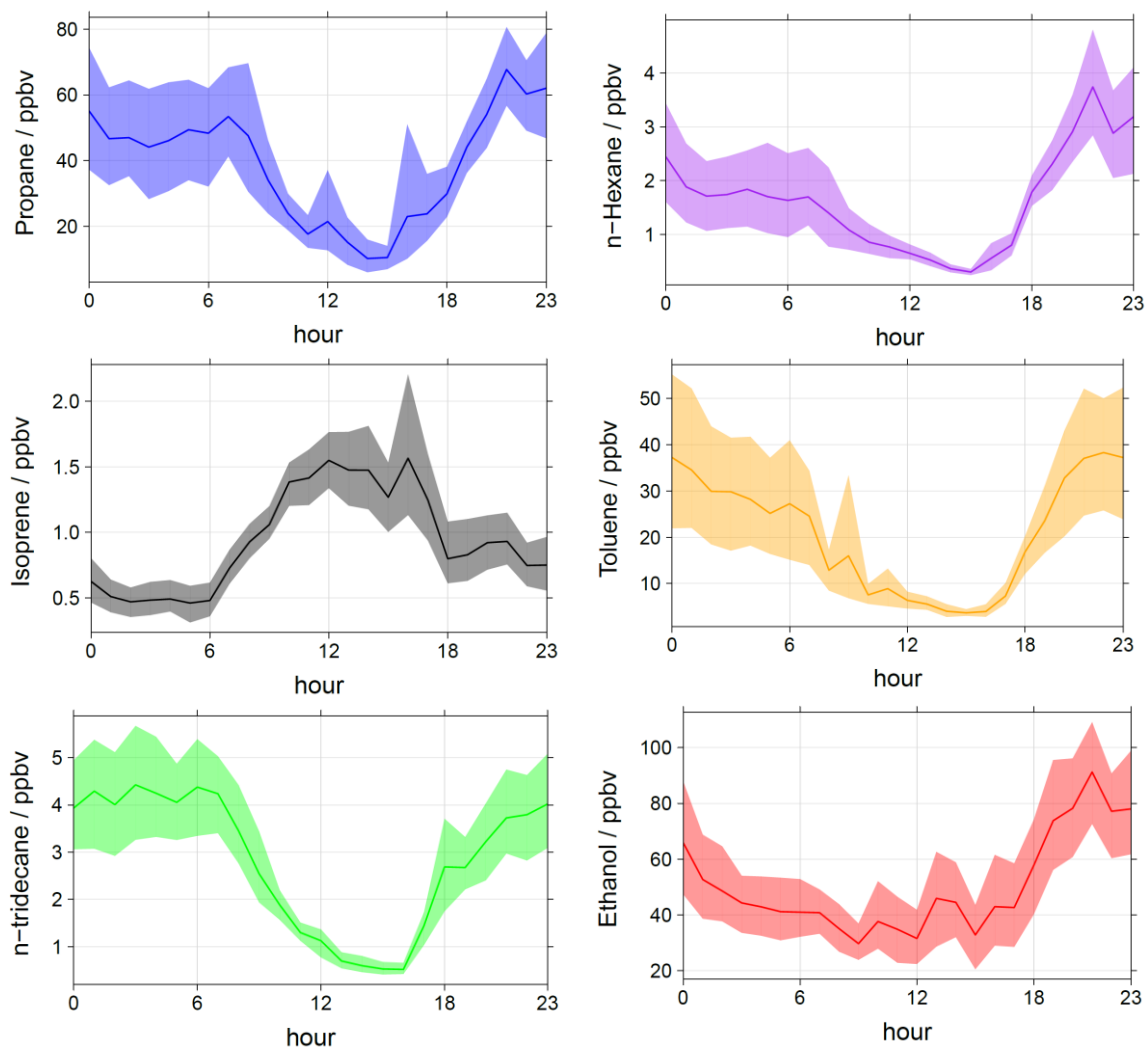 Propane / ppbv
80
60
40
20
0 6 12 18 23
hour
n−Hexane / ppbv
4
3
2
1
0 6 12 18 23
hour
Isoprene / ppbv
2.0
1.5
1.0
0.5
0 6 12 18 23
hour
Toluene / ppbv
50
40
30
20
10
0 6 12 18 23
hour
n−tridecane / ppbv
5
4
3
2
1
0 6 12 18 23
hour
Ethanol / ppbv
100
80
60
40
20
0 6 12 18 23
hour